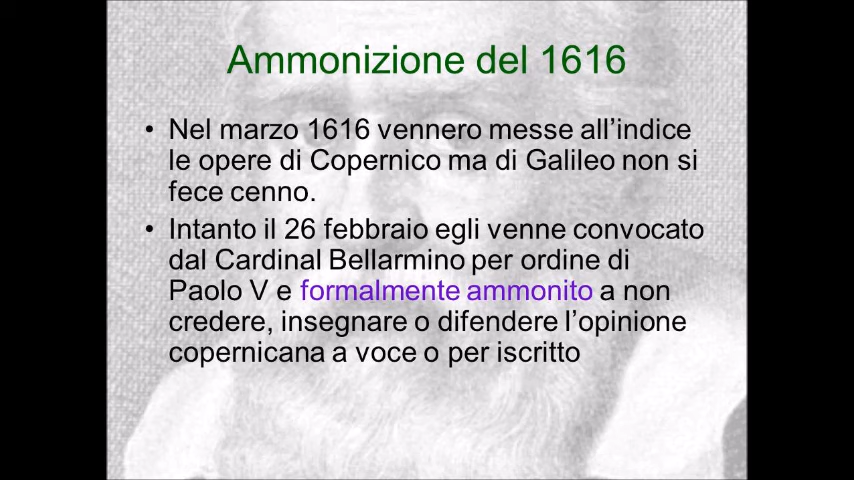 Ammonizione del 1616
• Nel marzo 1616 vennero messe all’indice
le opere di Copernico ma di Galileo non si
fece cenno.
• Intanto il 26 febbraio egli venne convocato
dal Cardinal Bellarmino per ordine di
Paolo V e formalmente ammonito a non
credere, insegnare o difendere l’opinione
copernicana a voce o per iscritto